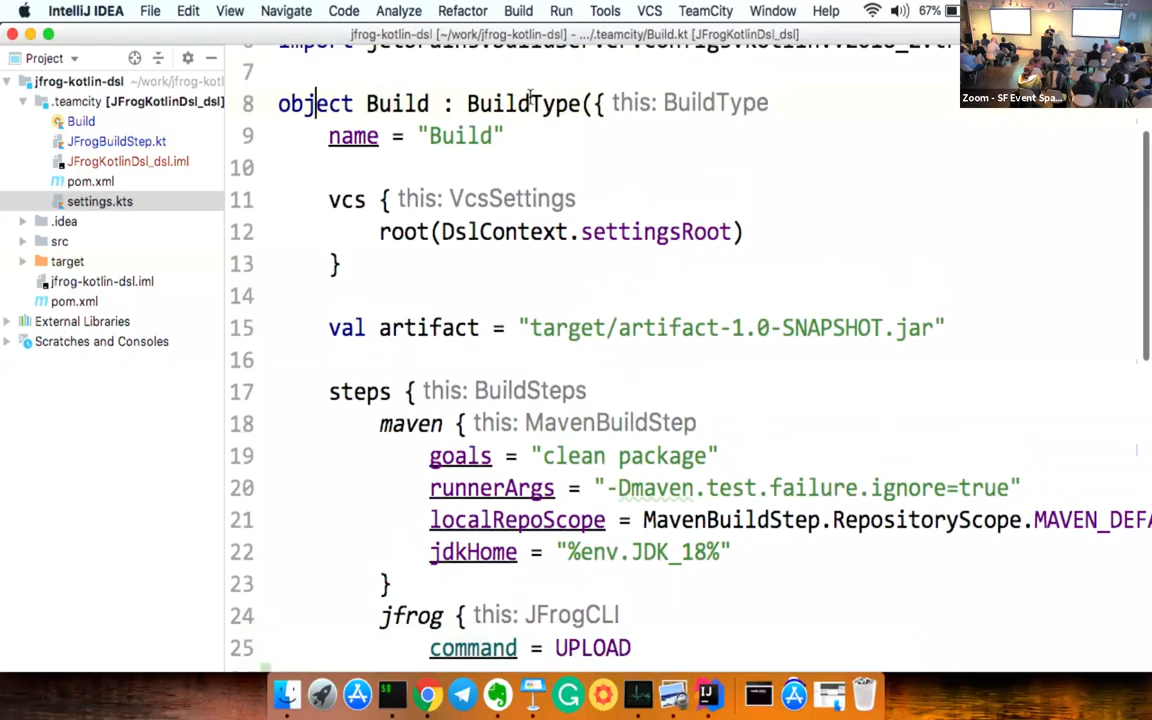 IntelliJ IDEA File Edit View Navigate Code Analyze Refactor Build Run Tools VCS TeamCity Window Help 67%
jfrog-kotlin-dsl [~/work/jfrog-kotlin-dsl] - .../.teamcity/Build.kt [JFrogKotlinDsl_dsl]
Project
jfrog-kotlin-dsl ~/work/jfrog-kotl
.teamcity [JFrogKotlinDsl_dsl]
Build
JFrogBuildStep.kt
JFrogKotlinDsl_dsl.iml
pom.xml
settings.kts
.idea
src
target
jfrog-kotlin-dsl.iml
pom.xml
External Libraries
Scratches and Consoles
7
8 object Build : BuildType({ this: BuildType
9 name = "Build"
10
11 vcs { this: VcsSettings
12 root(DslContext.settingsRoot)
13 }
14
15 val artifact = "target/artifact-1.0-SNAPSHOT.jar"
16
17 steps { this: BuildSteps
18 maven { this: MavenBuildStep
19 goals = "clean package"
20 runnerArgs = "-Dmaven.test.failure.ignore=true"
21 localRepoScope = MavenBuildStep.RepositoryScope.MAVEN_DEFA
22 jdkHome = "%env.JDK_18%"
23 }
24 jfrog { this: JFrogCLI
25 command = UPLOAD
Zoom - SF Event Spa...